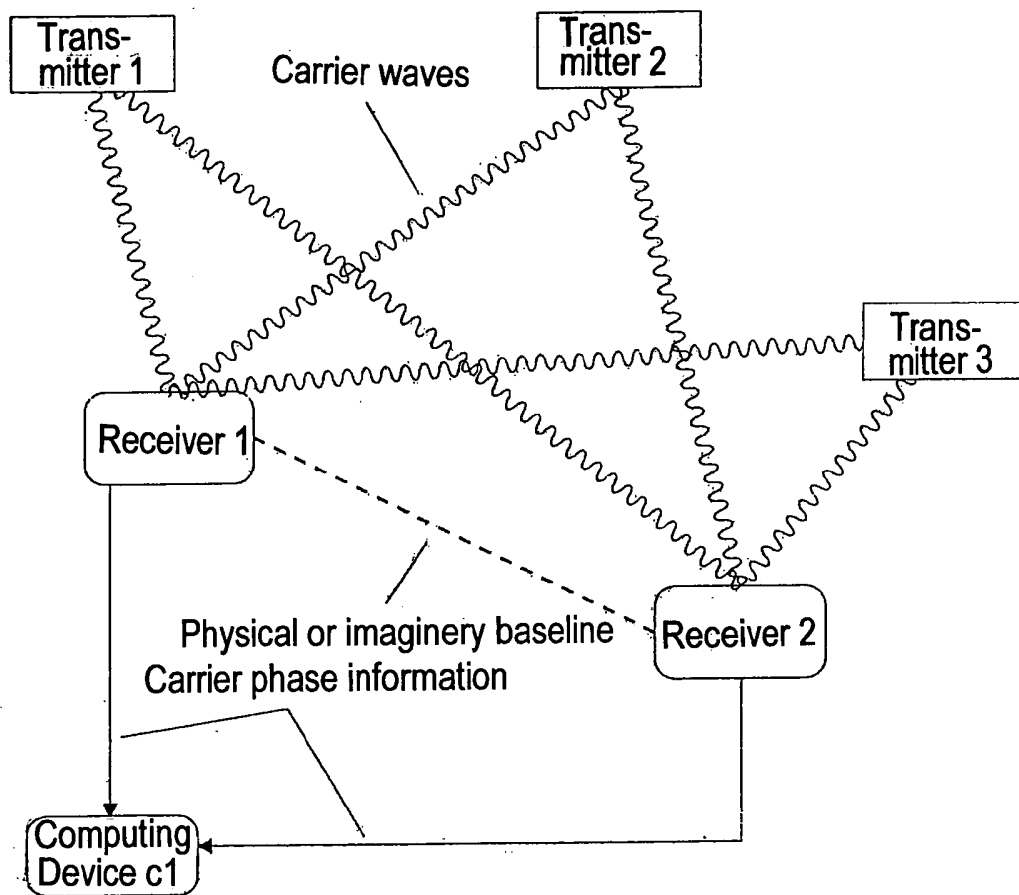 Trans-
mitter 1
Trans-
mitter 2
Carrier waves
Trans-
mitter 3
Receiver 1
Receiver 2
Physical or imaginery baseline
Carrier phase information
Computing
Device c1